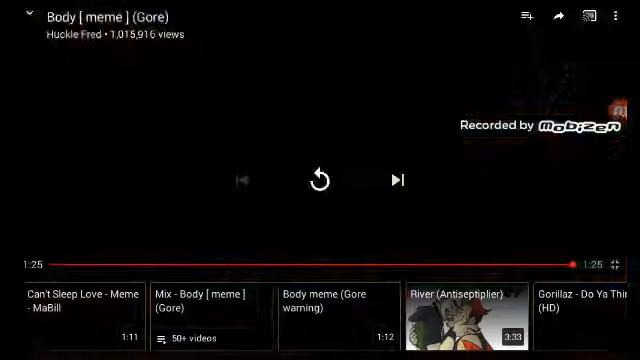 Body [ meme ] (Gore)
Huckle Fred • 1,015,916 views
Recorded by mobizen
1:25
1:25
Can't Sleep Love - Meme
- MaBill
1:11
Mix - Body [ meme ]
(Gore)
50+ videos
Body meme (Gore
warning)
1:12
River (Antiseptiplier)
3:33
Gorillaz - Do Ya Thin
(HD)